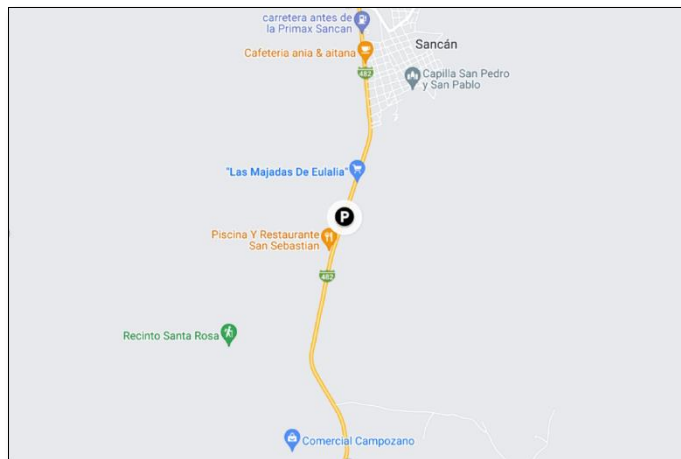 carretera antes de
la Primax Sancan
Sancán
Cafeteria ania & aitana
482
Capilla San Pedro
y San Pablo
"Las Majadas De Eulalia"
P
Piscina Y Restaurante
San Sebastian
482
Recinto Santa Rosa
Comercial Campozano